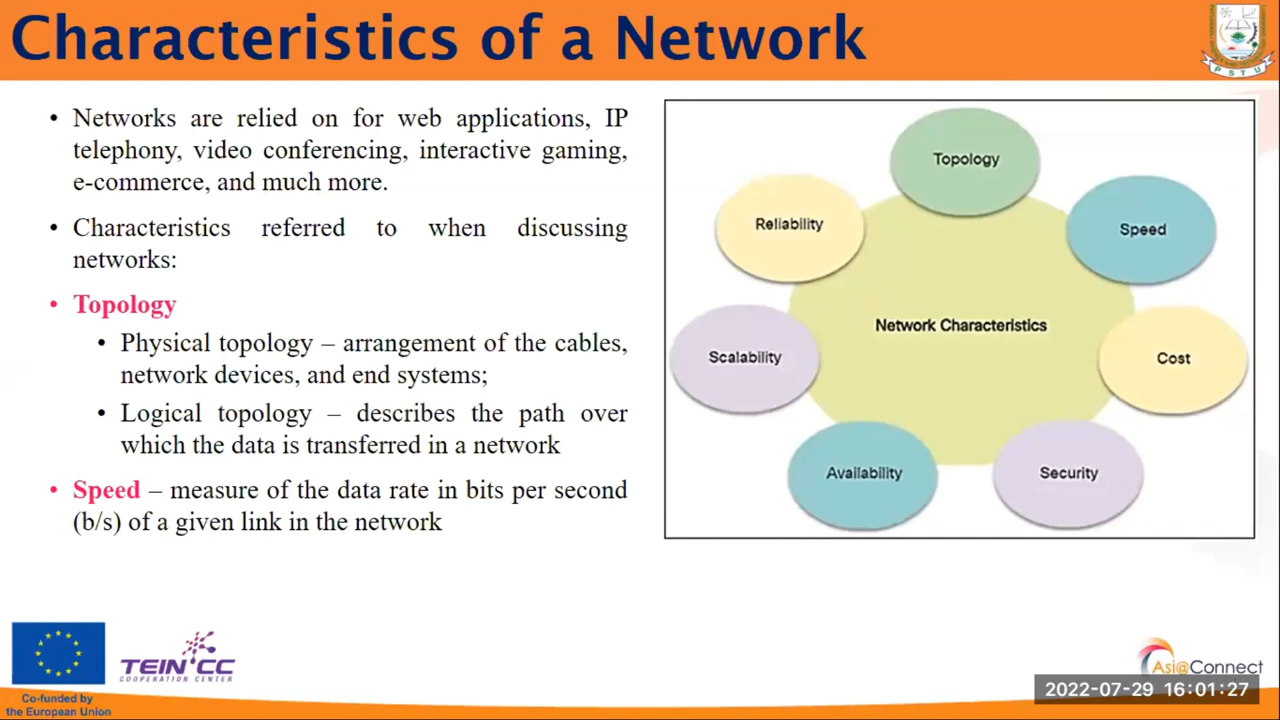 Characteristics of a Network
P S T U
• Networks are relied on for web applications, IP
telephony, video conferencing, interactive gaming,
e-commerce, and much more.
• Characteristics referred to when discussing
networks:
• Topology
• Physical topology – arrangement of the cables,
network devices, and end systems;
• Logical topology – describes the path over
which the data is transferred in a network
• Speed – measure of the data rate in bits per second
(b/s) of a given link in the network
Topology
Reliability
Speed
Network Characteristics
Scalability
Cost
Availability
Security
TEIN*CC
COOPERATION CENTER
Co-funded by
the European Union
Asi@Connect
2022-07-29 16:01:27